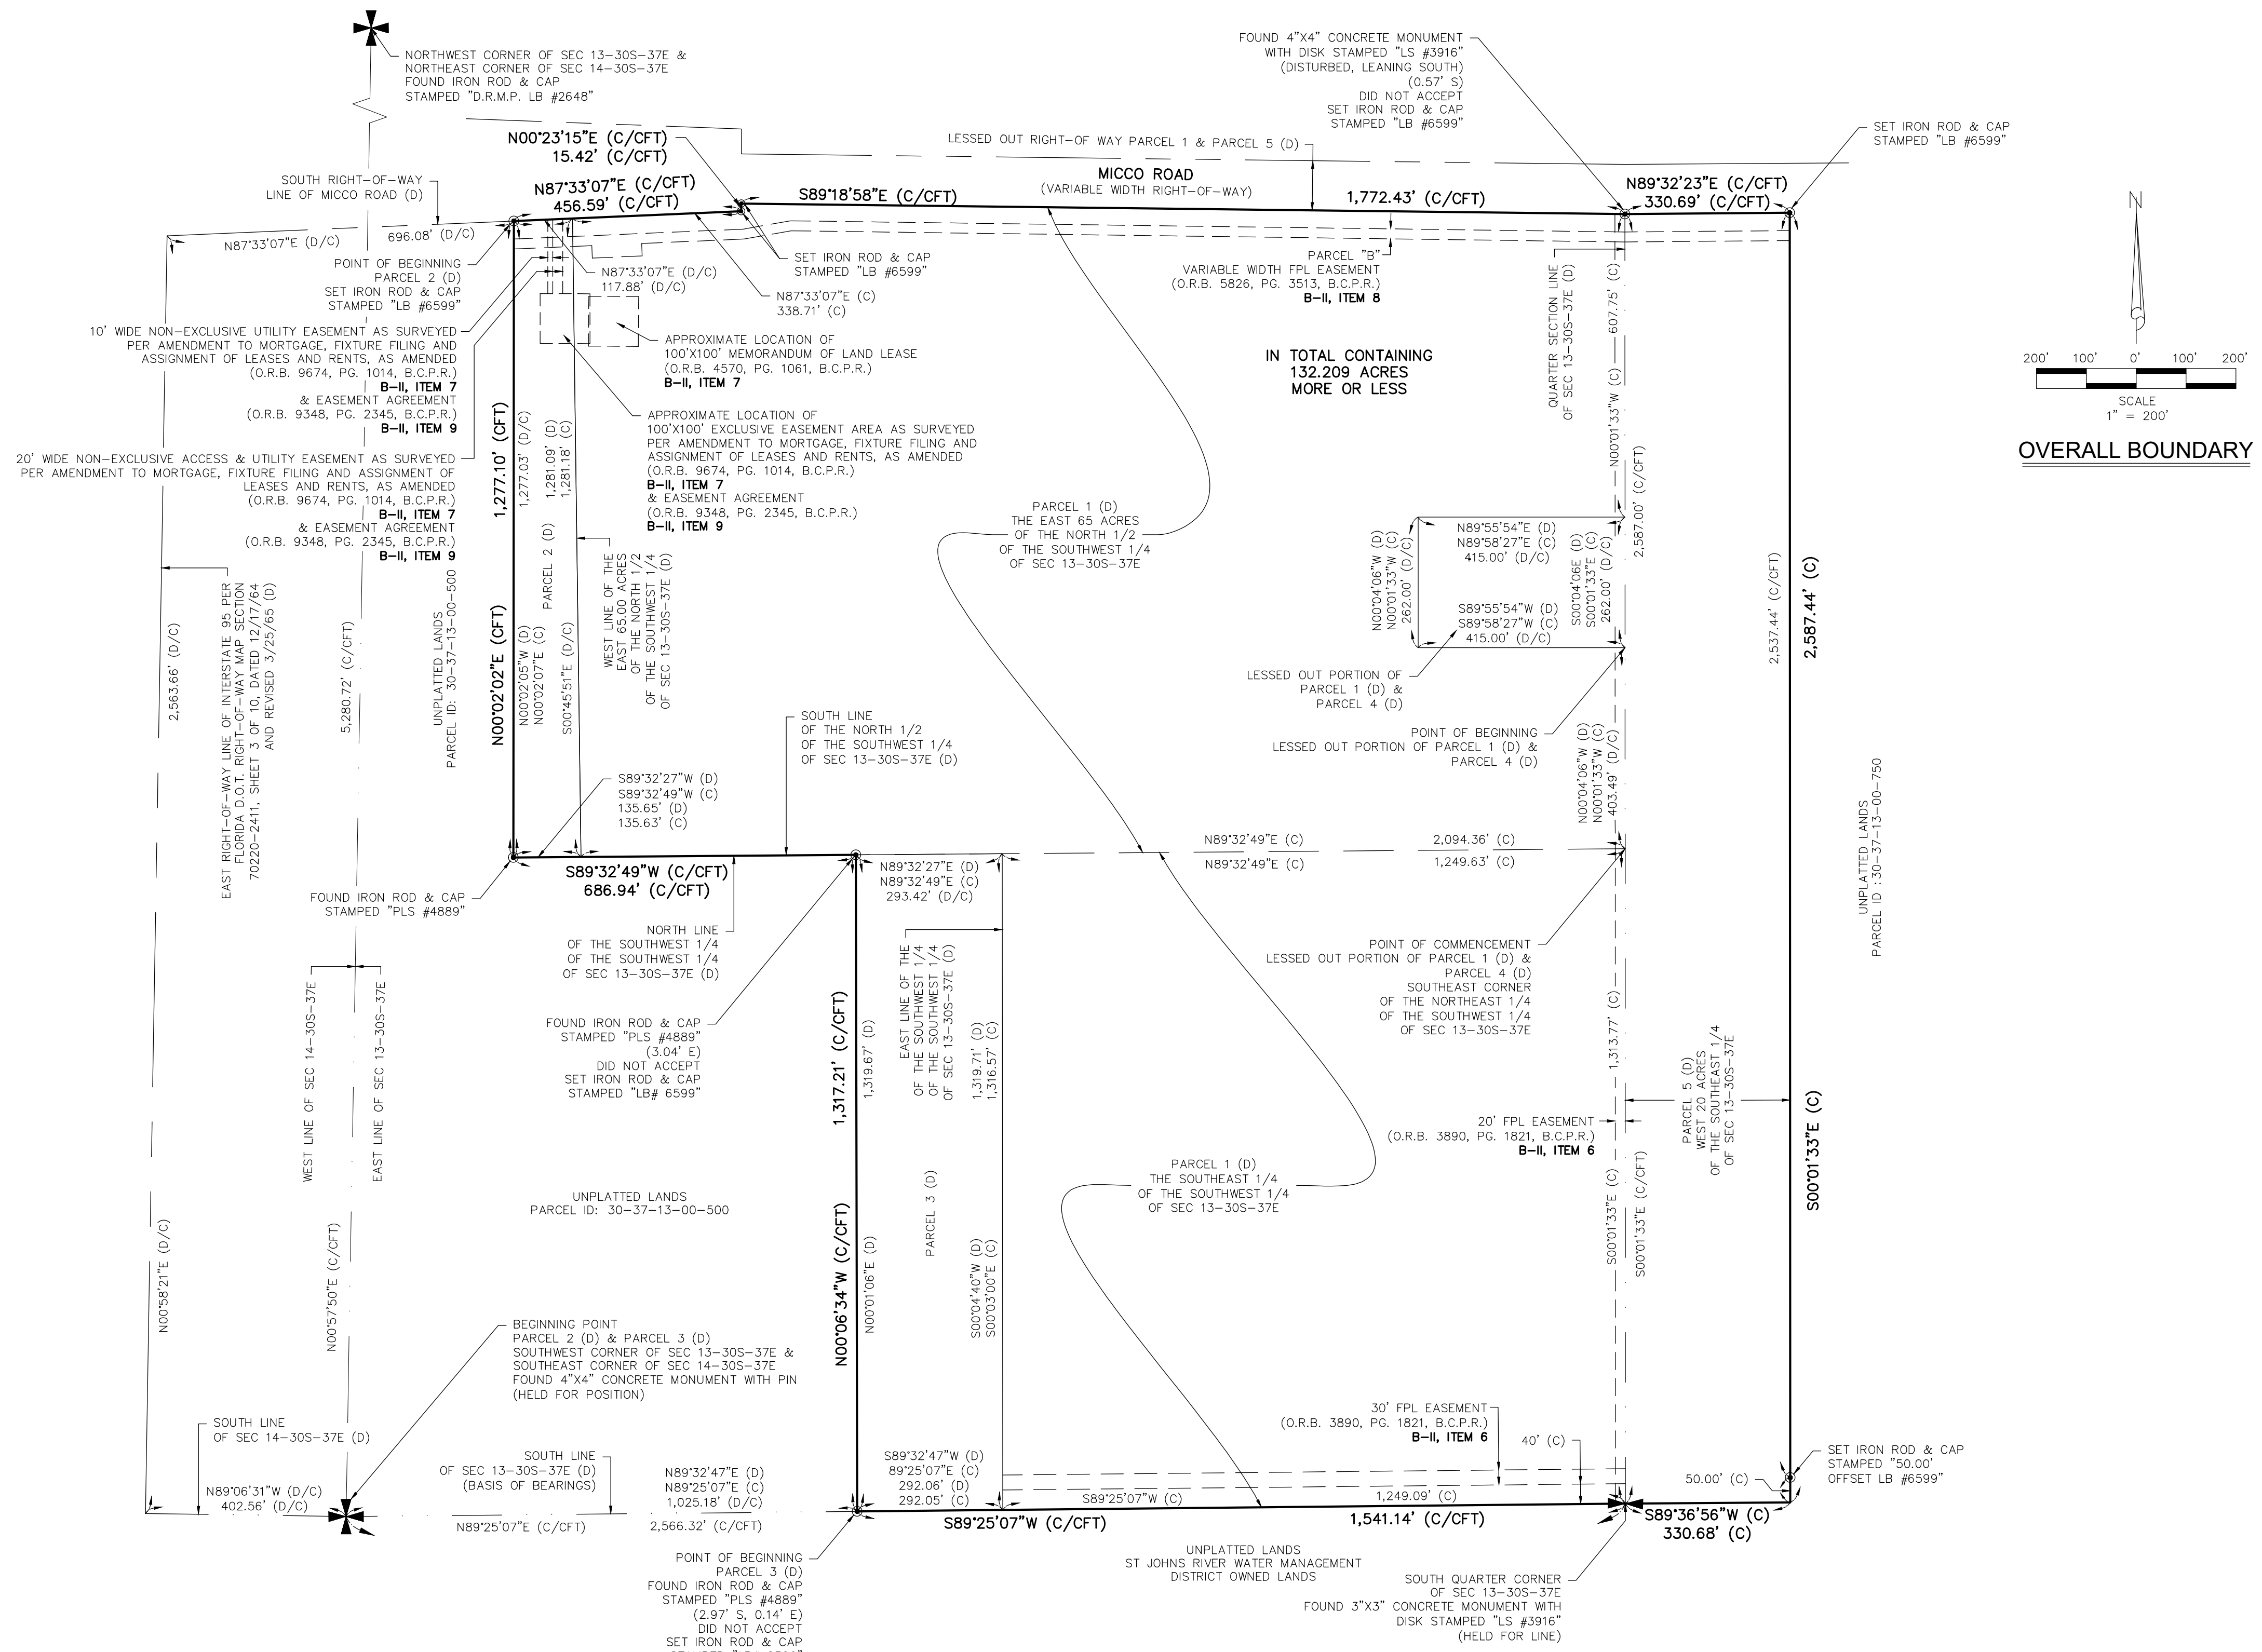 NORTHWEST CORNER OF SEC 13-30S-37E &
NORTHEAST CORNER OF SEC 14-30S-37E
FOUND IRON ROD & CAP
STAMPED "D.R.M.P. LB #2648"
FOUND 4"X4" CONCRETE MONUMENT
WITH DISK STAMPED "LS #3916"
(DISTURBED, LEANING SOUTH)
(0.57' S)
DID NOT ACCEPT
SET IRON ROD & CAP
STAMPED "LB #6599"
SET IRON ROD & CAP
STAMPED "LB #6599"
N00°23'15"E (C/CFT)
15.42' (C/CFT)
LESSED OUT RIGHT-OF WAY PARCEL 1 & PARCEL 5 (D)
MICCO ROAD
(VARIABLE WIDTH RIGHT-OF-WAY)
SOUTH RIGHT-OF-WAY
LINE OF MICCO ROAD (D)
N87°33'07"E (C/CFT)
456.59' (C/CFT)
S89°18'58"E (C/CFT)
1,772.43' (C/CFT)
N89°32'23"E (C/CFT)
330.69' (C/CFT)
N
N87°33'07"E (D/C)
696.08' (D/C)
POINT OF BEGINNING
PARCEL 2 (D)
SET IRON ROD & CAP
STAMPED "LB #6599"
SET IRON ROD & CAP
STAMPED "LB #6599"
N87°33'07"E (D/C)
117.88' (D/C)
N87°33'07"E (C)
338.71' (C)
PARCEL "B"
VARIABLE WIDTH FPL EASEMENT
(O.R.B. 5826, PG. 3513, B.C.P.R.)
B-II, ITEM 8
QUARTER SECTION LINE
OF SEC 13-30S-37E (D)
N00°01'33"W (C)
607.75' (C)
2,587.00' (C/CFT)
10' WIDE NON-EXCLUSIVE UTILITY EASEMENT AS SURVEYED
PER AMENDMENT TO MORTGAGE, FIXTURE FILING AND
ASSIGNMENT OF LEASES AND RENTS, AS AMENDED
(O.R.B. 9674, PG. 1014, B.C.P.R.)
B-II, ITEM 7
& EASEMENT AGREEMENT
(O.R.B. 9348, PG. 2345, B.C.P.R.)
B-II, ITEM 9
20' WIDE NON-EXCLUSIVE ACCESS & UTILITY EASEMENT AS SURVEYED
PER AMENDMENT TO MORTGAGE, FIXTURE FILING AND ASSIGNMENT OF
LEASES AND RENTS, AS AMENDED
(O.R.B. 9674, PG. 1014, B.C.P.R.)
B-II, ITEM 7
& EASEMENT AGREEMENT
(O.R.B. 9348, PG. 2345, B.C.P.R.)
B-II, ITEM 9
APPROXIMATE LOCATION OF
100'X100' MEMORANDUM OF LAND LEASE
(O.R.B. 4570, PG. 1061, B.C.P.R.)
B-II, ITEM 7
APPROXIMATE LOCATION OF
100'X100' EXCLUSIVE EASEMENT AREA AS SURVEYED
PER AMENDMENT TO MORTGAGE, FIXTURE FILING AND
ASSIGNMENT OF LEASES AND RENTS, AS AMENDED
(O.R.B. 9674, PG. 1014, B.C.P.R.)
B-II, ITEM 7
& EASEMENT AGREEMENT
(O.R.B. 9348, PG. 2345, B.C.P.R.)
B-II, ITEM 9
IN TOTAL CONTAINING
132.209 ACRES
MORE OR LESS
200' 100' 0' 100' 200'
SCALE
1" = 200'
OVERALL BOUNDARY
1,277.10' (CFT)
N00°02'02"E (CFT)
1,277.03' (D/C)
N00°02'05"W (D)
N00°02'07"E (C)
1,281.09' (D)
1,281.18' (C)
PARCEL 2 (D)
S00°45'51"E (D/C)
WEST LINE OF THE
EAST 65.00 ACRES
OF THE NORTH 1/2
OF THE SOUTHWEST 1/4
OF SEC 13-30S-37E (D)
PARCEL 1 (D)
THE EAST 65 ACRES
OF THE NORTH 1/2
OF THE SOUTHWEST 1/4
OF SEC 13-30S-37E
N00°04'06"W (D)
N00°01'33"W (C)
262.00' (D/C)
N89°55'54"E (D)
N89°58'27"E (C)
415.00' (D/C)
S89°55'54"W (D)
S89°58'27"W (C)
415.00' (D/C)
S00°04'06E (D)
S00°01'33"E (C)
262.00' (D/C)
LESSED OUT PORTION OF
PARCEL 1 (D) &
PARCEL 4 (D)
POINT OF BEGINNING
LESSED OUT PORTION OF PARCEL 1 (D) &
PARCEL 4 (D)
N00°04'06"W (D)
N00°01'33"W (C)
403.49' (D/C)
2,537.44' (C/CFT)
2,587.44' (C)
S00°01'33"E (C)
UNPLATTED LANDS
PARCEL ID :30-37-13-00-750
2,563.66' (D/C)
N00°58'21"E (D/C)
EAST RIGHT-OF-WAY LINE OF INTERSTATE 95 PER
FLORIDA D.O.T. RIGHT-OF-WAY MAP SECTION
70220-2411, SHEET 3 OF 10, DATED 12/17/64
AND REVISED 3/25/65 (D)
5,280.72' (C/CFT)
N00°57'50"E (C/CFT)
UNPLATTED LANDS
PARCEL ID: 30-37-13-00-500
SOUTH LINE
OF THE NORTH 1/2
OF THE SOUTHWEST 1/4
OF SEC 13-30S-37E (D)
S89°32'27"W (D)
S89°32'49"W (C)
135.65' (D)
135.63' (C)
S89°32'49"W (C/CFT)
686.94' (C/CFT)
N89°32'27"E (D)
N89°32'49"E (C)
293.42' (D/C)
N89°32'49"E (C)
2,094.36' (C)
N89°32'49"E (C)
1,249.63' (C)
FOUND IRON ROD & CAP
STAMPED "PLS #4889"
NORTH LINE
OF THE SOUTHWEST 1/4
OF THE SOUTHWEST 1/4
OF SEC 13-30S-37E (D)
FOUND IRON ROD & CAP
STAMPED "PLS #4889"
(3.04' E)
DID NOT ACCEPT
SET IRON ROD & CAP
STAMPED "LB# 6599"
WEST LINE OF SEC 14-30S-37E
EAST LINE OF SEC 13-30S-37E
1,317.21' (C/CFT)
N00°06'34"W (C/CFT)
1,319.67' (D)
N00°01'06"E (D)
PARCEL 3 (D)
EAST LINE OF THE
OF THE SOUTHWEST 1/4
OF THE SOUTHWEST 1/4
OF SEC 13-30S-37E (D)
1,319.71' (D)
1,316.57' (C)
S00°04'40"W (D)
S00°03'00"E (C)
POINT OF COMMENCEMENT
LESSED OUT PORTION OF PARCEL 1 (D) &
PARCEL 4 (D)
SOUTHEAST CORNER
OF THE NORTHEAST 1/4
OF THE SOUTHWEST 1/4
OF SEC 13-30S-37E
1,313.77' (C)
S00°01'33"E (C)
S00°01'33"E (C/CFT)
20' FPL EASEMENT
(O.R.B. 3890, PG. 1821, B.C.P.R.)
B-II, ITEM 6
PARCEL 5 (D)
WEST 20 ACRES
OF THE SOUTHEAST 1/4
OF SEC 13-30S-37E
UNPLATTED LANDS
PARCEL ID: 30-37-13-00-500
PARCEL 1 (D)
THE SOUTHEAST 1/4
OF THE SOUTHWEST 1/4
OF SEC 13-30S-37E
BEGINNING POINT
PARCEL 2 (D) & PARCEL 3 (D)
SOUTHWEST CORNER OF SEC 13-30S-37E &
SOUTHEAST CORNER OF SEC 14-30S-37E
FOUND 4"X4" CONCRETE MONUMENT WITH PIN
(HELD FOR POSITION)
SOUTH LINE
OF SEC 14-30S-37E (D)
N89°06'31"W (D/C)
402.56' (D/C)
SOUTH LINE
OF SEC 13-30S-37E (D)
(BASIS OF BEARINGS)
N89°32'47"E (D)
N89°25'07"E (C)
1,025.18' (D/C)
N89°25'07"E (C/CFT)
2,566.32' (C/CFT)
S89°32'47"W (D)
89°25'07"E (C)
292.06' (D)
292.05' (C)
30' FPL EASEMENT
(O.R.B. 3890, PG. 1821, B.C.P.R.)
B-II, ITEM 6
40' (C)
S89°25'07"W (C)
1,249.09' (C)
S89°25'07"W (C/CFT)
1,541.14' (C/CFT)
50.00' (C)
SET IRON ROD & CAP
STAMPED "50.00'
OFFSET LB #6599"
S89°36'56"W (C)
330.68' (C)
POINT OF BEGINNING
PARCEL 3 (D)
FOUND IRON ROD & CAP
STAMPED "PLS #4889"
(2.97' S, 0.14' E)
DID NOT ACCEPT
SET IRON ROD & CAP
UNPLATTED LANDS
ST JOHNS RIVER WATER MANAGEMENT
DISTRICT OWNED LANDS
SOUTH QUARTER CORNER
OF SEC 13-30S-37E
FOUND 3"X3" CONCRETE MONUMENT WITH
DISK STAMPED "LS #3916"
(HELD FOR LINE)